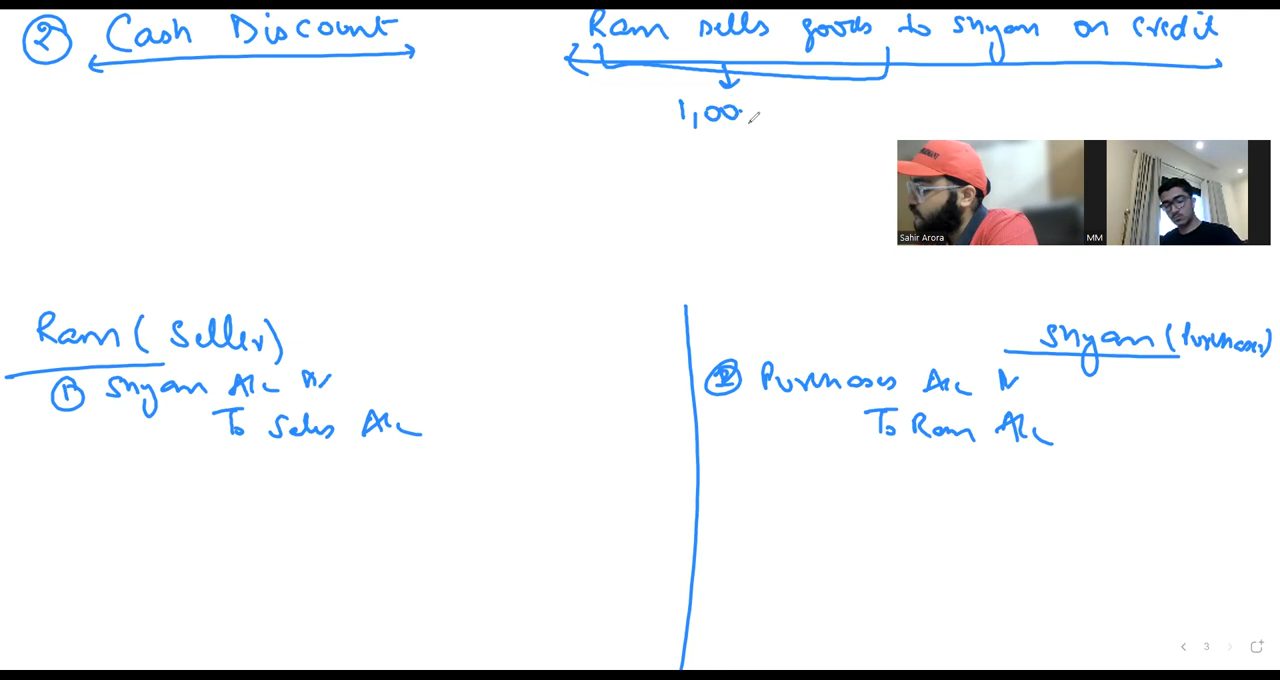 ② Cash Discount
Ram sells goods to Shyam on credit
1,00
Sahir Arora
MM
Ram (Seller)
① Shyam A/c Dr
To Sales A/c
Shyam (Purchaser)
① Purchases A/c Dr
To Ram A/c
3